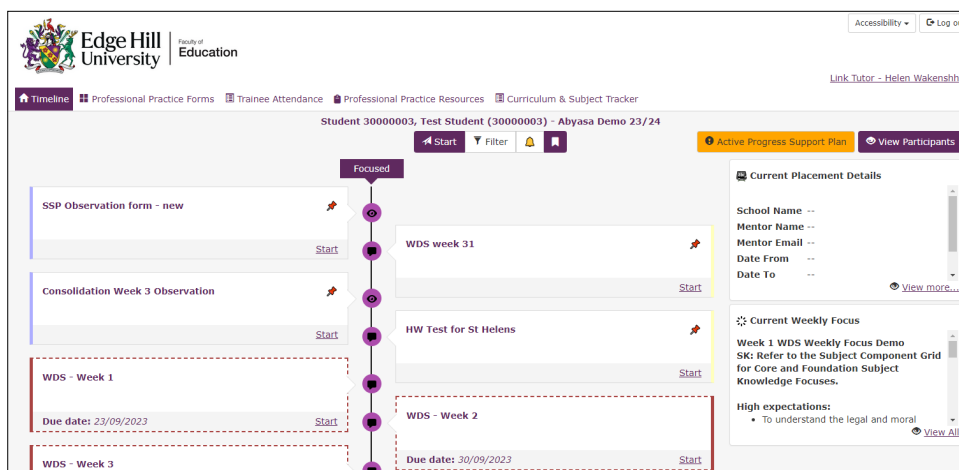 Accessibility
Log ou
Edge Hill
University
Faculty of
Education
Link Tutor - Helen Wakenshh
Timeline
Professional Practice Forms
Trainee Attendance
Professional Practice Resources
Curriculum & Subject Tracker
Student 30000003, Test Student (30000003) - Abyasa Demo 23/24
Start
Filter
Active Progress Support Plan
View Participants
Focused
SSP Observation form - new
Start
WDS week 31
Start
Consolidation Week 3 Observation
Start
HW Test for St Helens
Start
WDS - Week 1
Due date: 23/09/2023
Start
WDS - Week 2
Due date: 30/09/2023
Start
WDS - Week 3
Current Placement Details
School Name --
Mentor Name --
Mentor Email --
Date From --
Date To --
View more...
Current Weekly Focus
Week 1 WDS Weekly Focus Demo
SK: Refer to the Subject Component Grid
for Core and Foundation Subject
Knowledge Focuses.
High expectations:
• To understand the legal and moral
View All